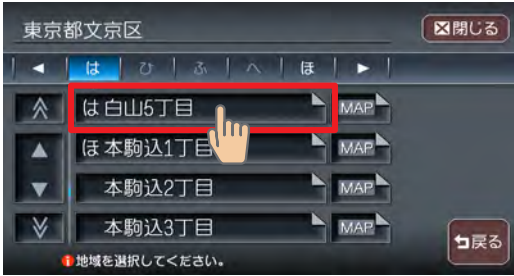 東京都文京区 閉じる
◀ は ひ ふ へ ほ ▶
は 白山5丁目 MAP
ほ 本駒込1丁目 MAP
本駒込2丁目 MAP
本駒込3丁目 MAP
戻る
地域を選択してください。